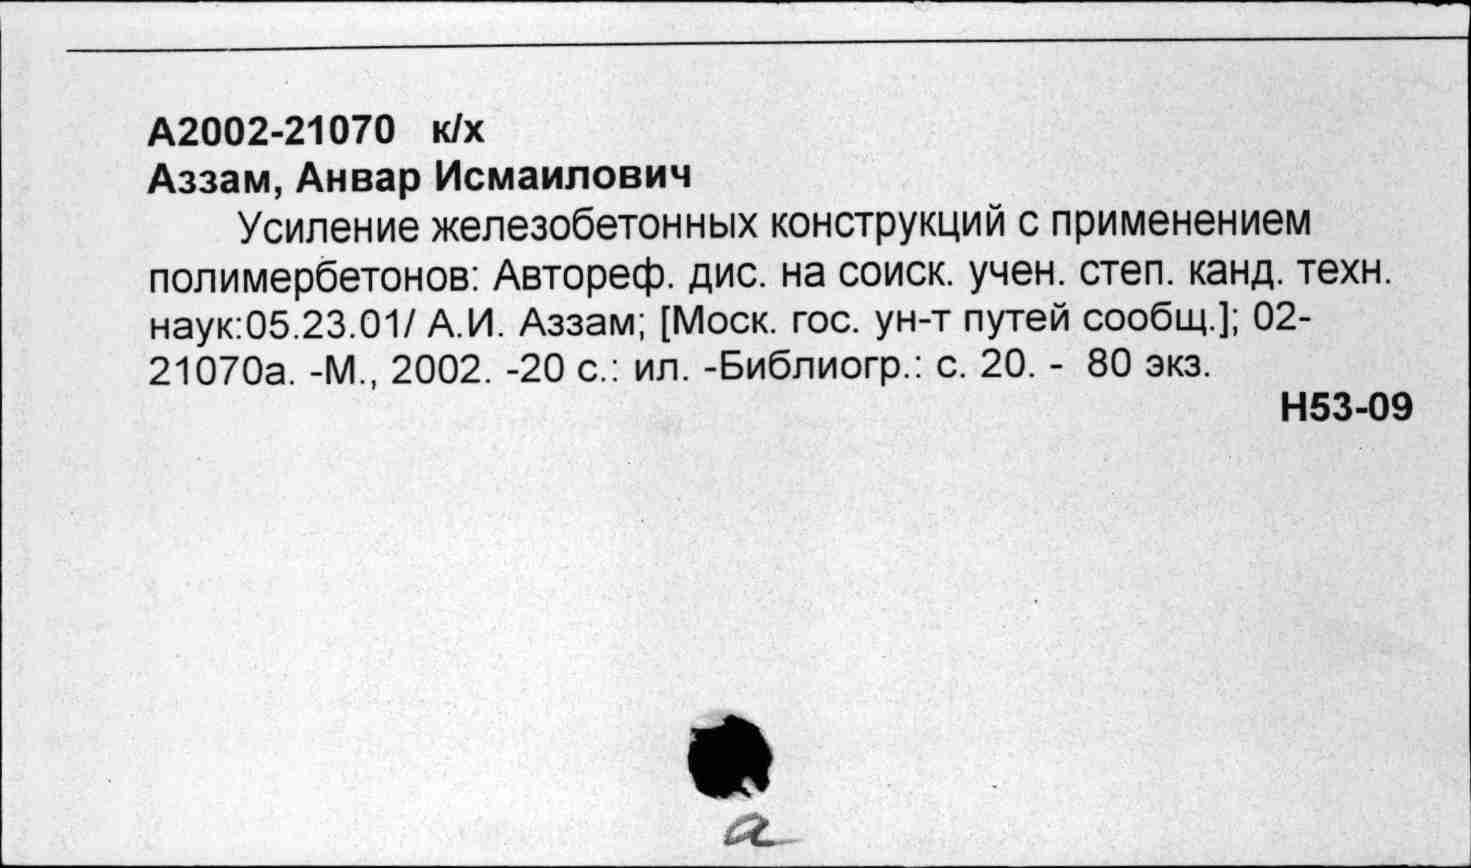 А2002-21070 к/х
Аззам, Анвар Исмаилович
Усиление железобетонных конструкций с применением
полимербетонов: Автореф. дис. на соиск. учен. степ. канд. техн.
наук:05.23.01/ А.И. Аззам; [Моск. гос. ун-т путей сообщ.]; 02-
21070а. -М., 2002. -20 с.: ил. -Библиогр.: с. 20. - 80 экз.
Н53-09
а